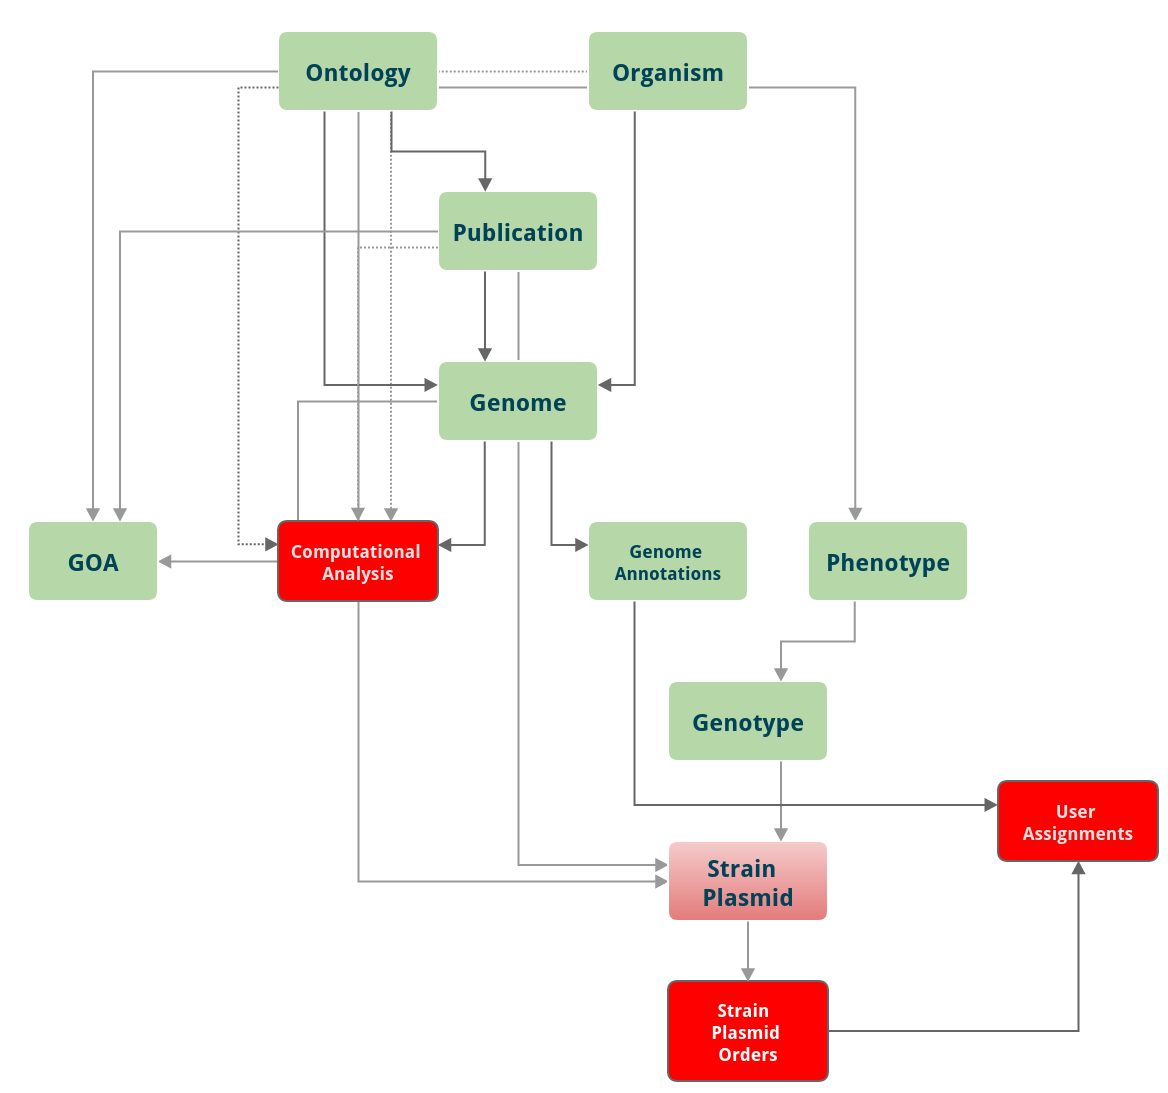 Ontology
Organism
Publication
Genome
GOA
Computational
Analysis
Genome
Annotations
Phenotype
Genotype
User
Assignments
Strain
Plasmid
Strain
Plasmid
Orders